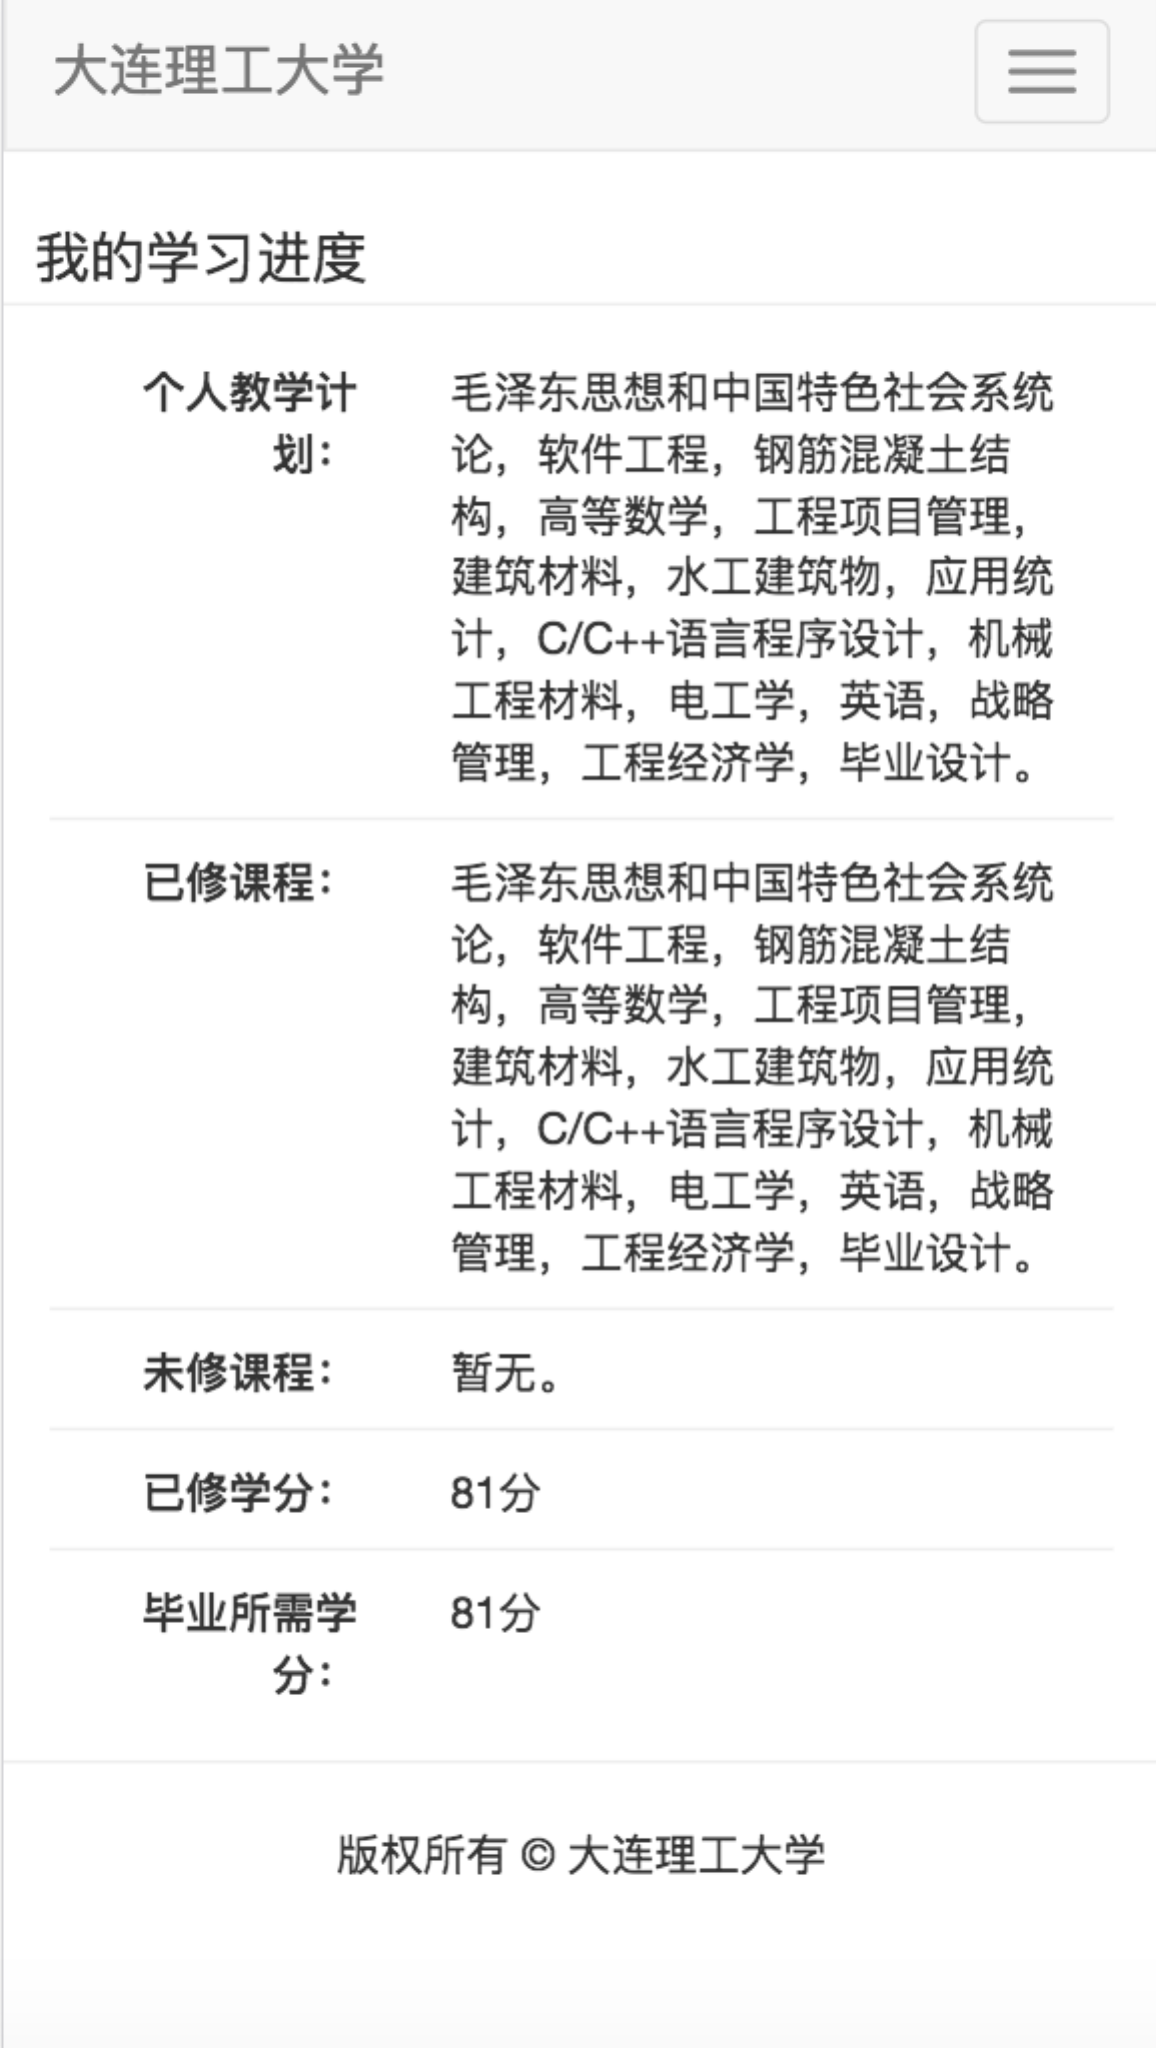 大连理工大学
我的学习进度
个人教学计
划：
毛泽东思想和中国特色社会系统
论，软件工程，钢筋混凝土结
构，高等数学，工程项目管理，
建筑材料，水工建筑物，应用统
计，C/C++语言程序设计，机械
工程材料，电工学，英语，战略
管理，工程经济学，毕业设计。
已修课程：
毛泽东思想和中国特色社会系统
论，软件工程，钢筋混凝土结
构，高等数学，工程项目管理，
建筑材料，水工建筑物，应用统
计，C/C++语言程序设计，机械
工程材料，电工学，英语，战略
管理，工程经济学，毕业设计。
未修课程：
暂无。
已修学分：
81分
毕业所需学
分：
81分
版权所有 © 大连理工大学